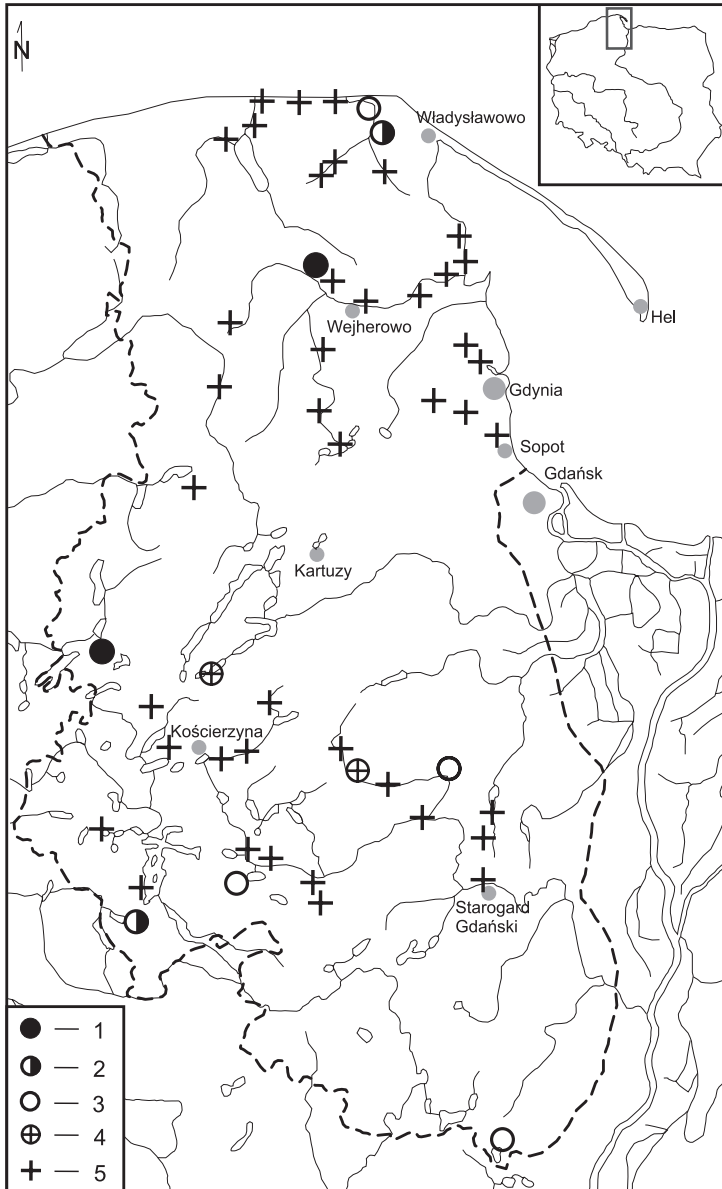 N
Władysławowo
Hel
Wejherowo
Gdynia
Sopot
Gdańsk
Kartuzy
Kościerzyna
Starogard
Gdański
— 1
— 2
— 3
— 4
— 5